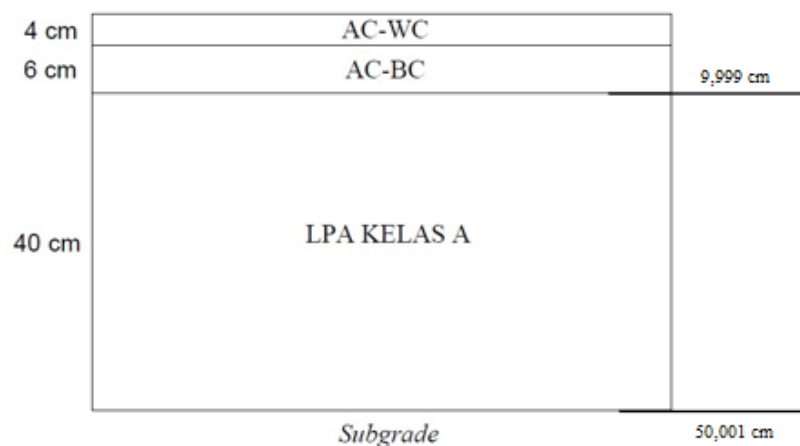 4 cm
AC-WC
6 cm
AC-BC
9,999 cm
40 cm
LPA KELAS A
Subgrade
50,001 cm